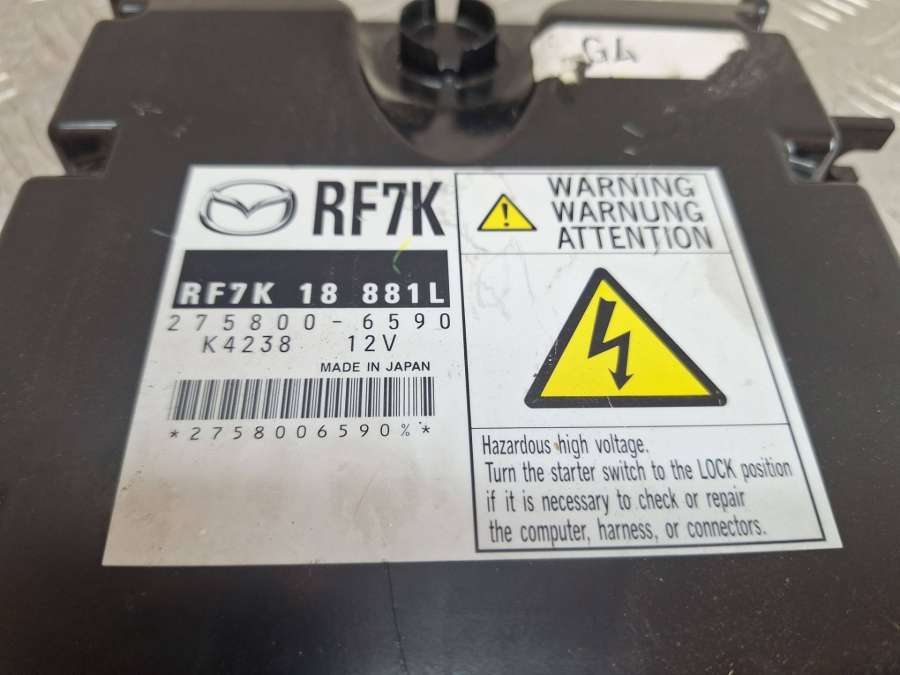 G4
RF7K
RF7K 18 881L
275800-6590
K4238 12V
MADE IN JAPAN
*2758006590%*
WARNING
WARNUNG
ATTENTION
Hazardous high voltage.
Turn the starter switch to the LOCK position
if it is necessary to check or repair
the computer, harness, or connectors.